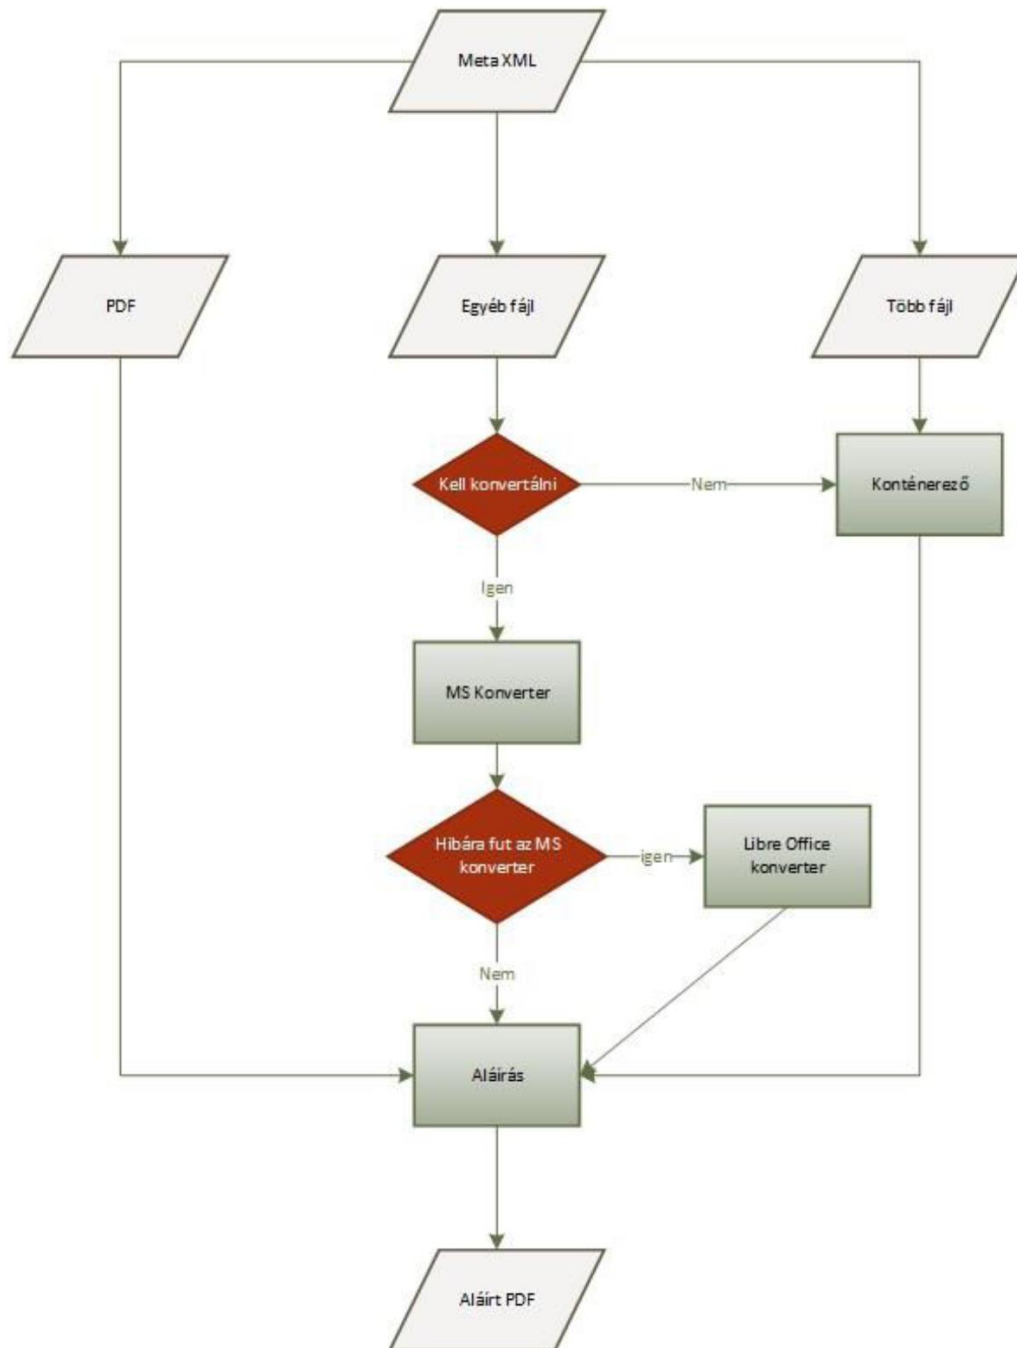 Meta XML
PDF
Egyéb fájl
Több fájl
Kell konvertálni
Nem
Konténerező
Igen
MS Konverter
Hibára fut az MS
konverter
igen
Libre Office
konverter
Nem
Aláírás
Aláírt PDF